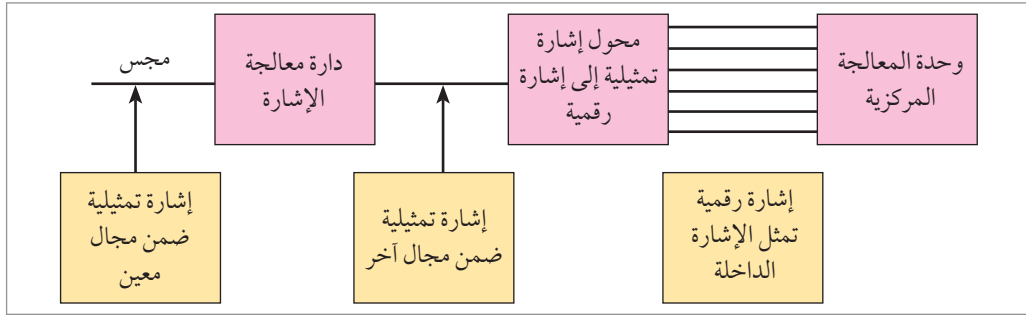 مجس
دارة معالجة
الإشارة
محول إشارة
تمثيلية إلى إشارة
رقمية
وحدة المعالجة
المركزية
إشارة تمثيلية
ضمن مجال
معين
إشارة تمثيلية
ضمن مجال آخر
إشارة رقمية
تمثل الإشارة
الداخلة